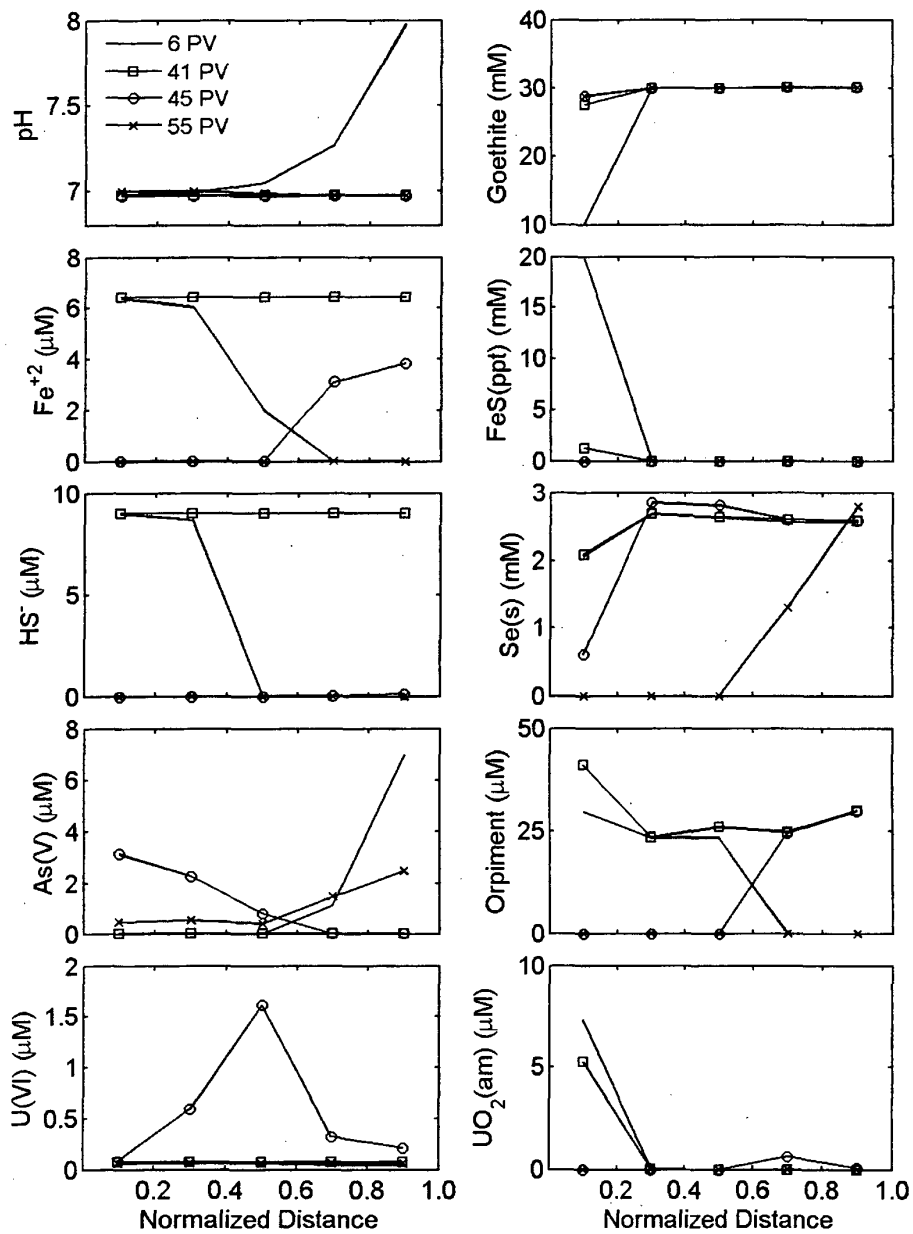 8
7.5
7
pH
6 PV
41 PV
45 PV
55 PV
40
30
20
10
Goethite (mM)
8
6
4
2
0
Fe+2 (μM)
20
15
10
5
0
FeS(ppt) (mM)
10
5
0
HS- (μM)
3
2
1
0
Se(s) (mM)
8
6
4
2
0
As(V) (μM)
50
25
0
Orpiment (μM)
2
1.5
1
0.5
0
U(VI) (μM)
0.2 0.4 0.6 0.8 1.0
Normalized Distance
10
5
0
UO2(am) (μM)
0.2 0.4 0.6 0.8 1.0
Normalized Distance